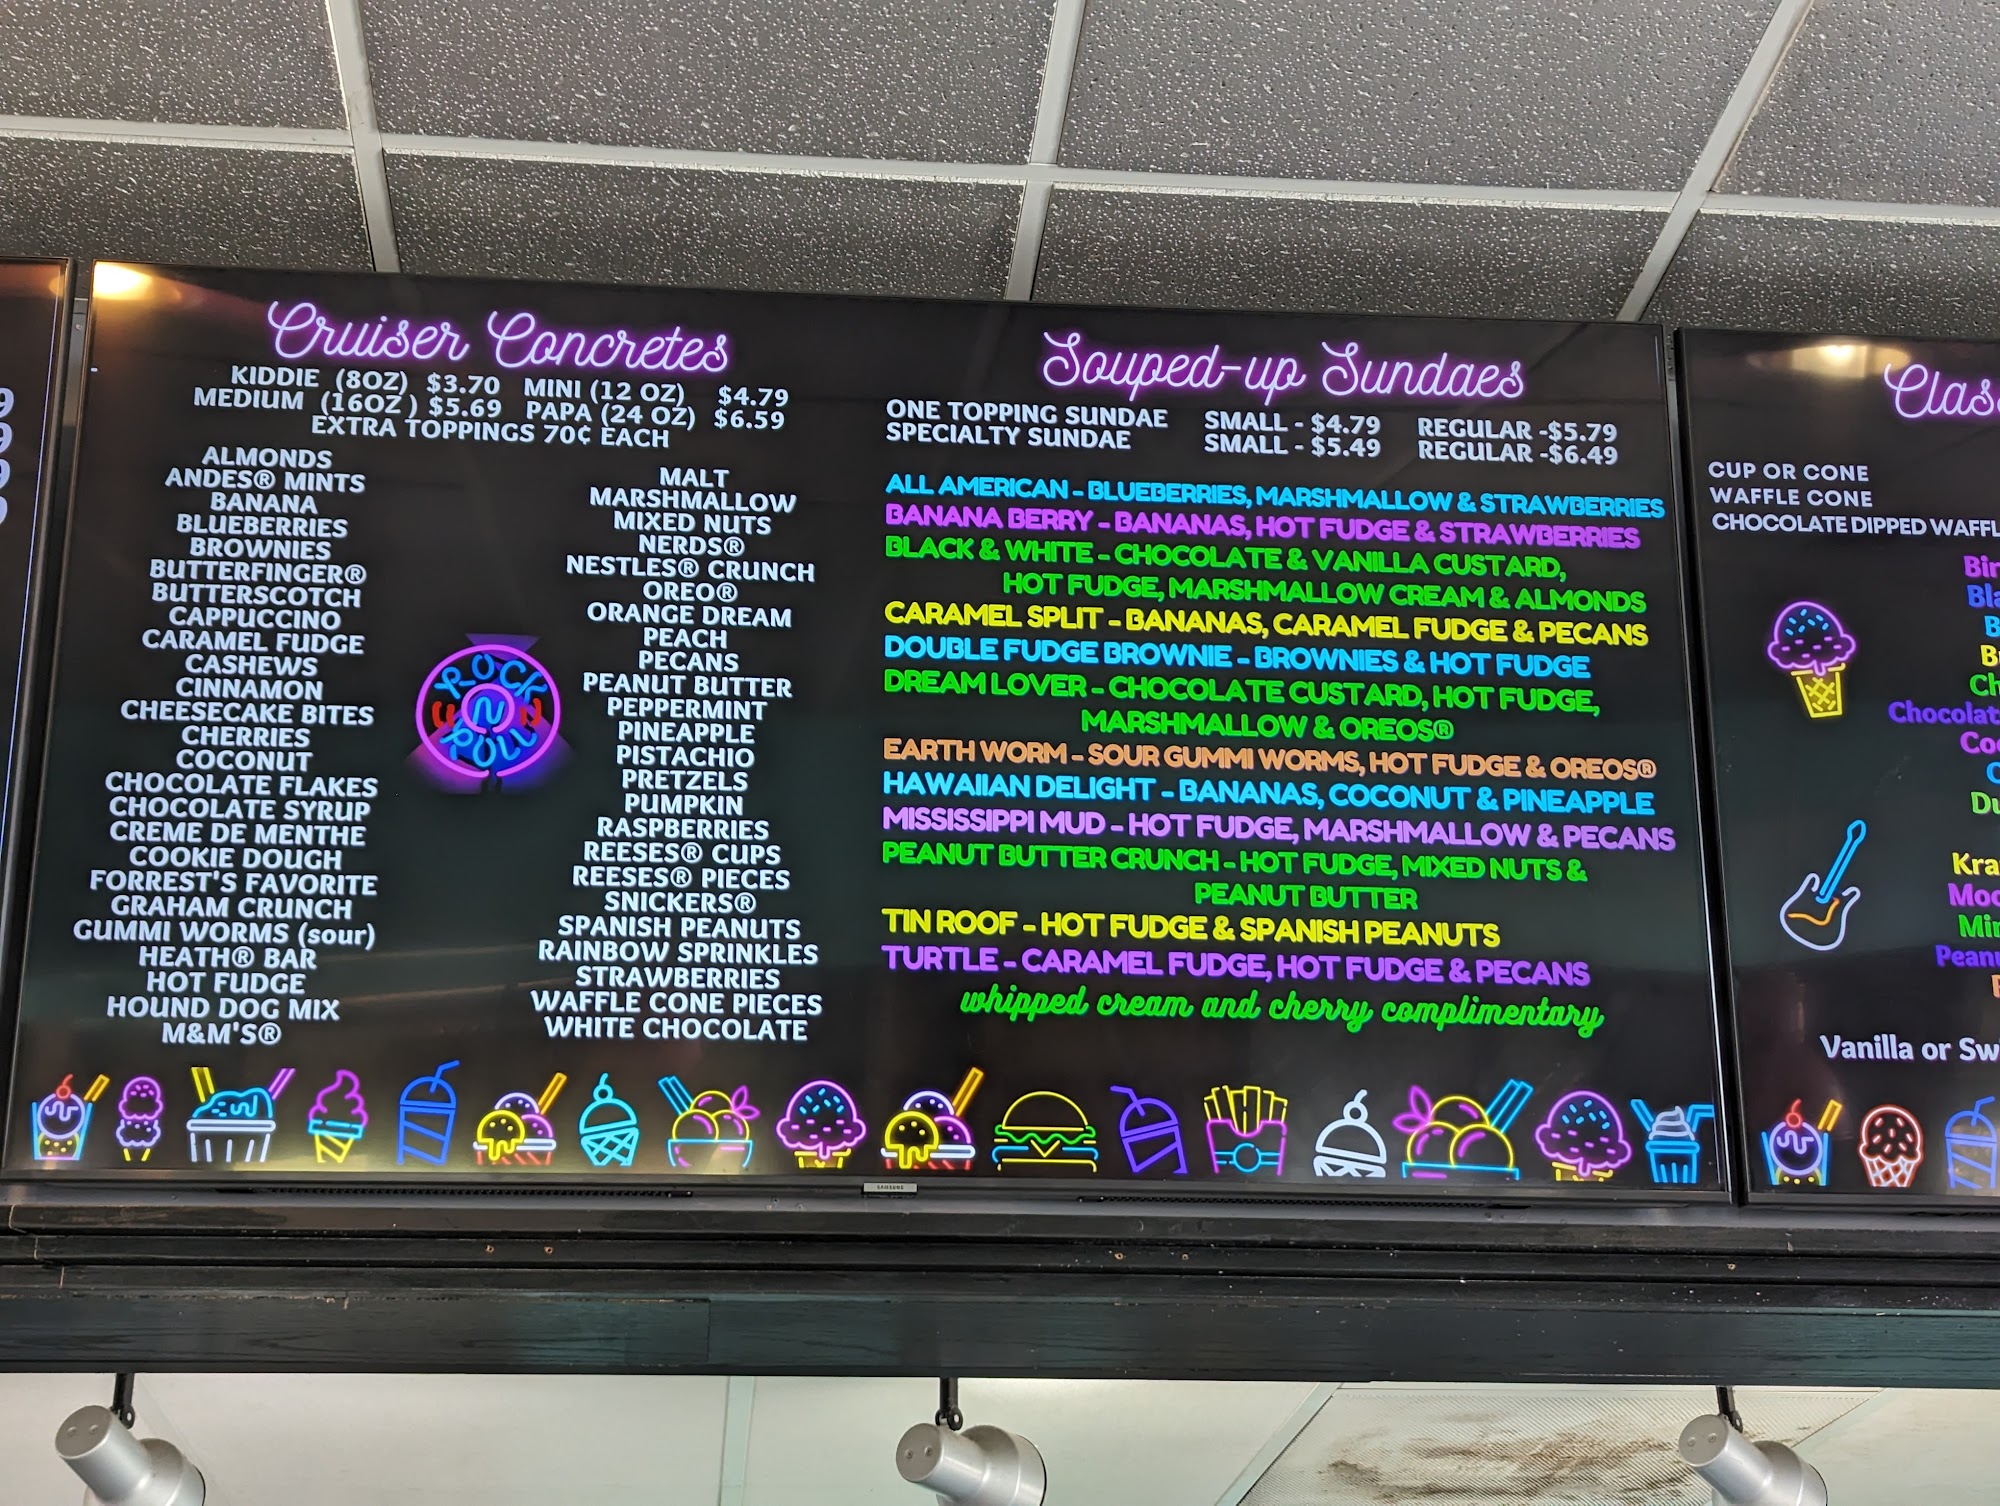 Cruiser Concretes
KIDDIE (8OZ) $3.70 MINI (12 OZ) $4.79
MEDIUM (16OZ ) $5.69 PAPA (24 OZ) $6.59
EXTRA TOPPINGS 70¢ EACH
ALMONDS
ANDES® MINTS
BANANA
BLUEBERRIES
BROWNIES
BUTTERFINGER®
BUTTERSCOTCH
CAPPUCCINO
CARAMEL FUDGE
CASHEWS
CINNAMON
CHEESECAKE BITES
CHERRIES
COCONUT
CHOCOLATE FLAKES
CHOCOLATE SYRUP
CREME DE MENTHE
COOKIE DOUGH
FORREST'S FAVORITE
GRAHAM CRUNCH
GUMMI WORMS (sour)
HEATH® BAR
HOT FUDGE
HOUND DOG MIX
M&M'S®
ROCK
N
ROLL
MALT
MARSHMALLOW
MIXED NUTS
NERDS®
NESTLES® CRUNCH
OREO®
ORANGE DREAM
PEACH
PECANS
PEANUT BUTTER
PEPPERMINT
PINEAPPLE
PISTACHIO
PRETZELS
PUMPKIN
RASPBERRIES
REESES® CUPS
REESES® PIECES
SNICKERS®
SPANISH PEANUTS
RAINBOW SPRINKLES
STRAWBERRIES
WAFFLE CONE PIECES
WHITE CHOCOLATE
Souped-up Sundaes
ONE TOPPING SUNDAE SMALL - $4.79 REGULAR -$5.79
SPECIALTY SUNDAE SMALL - $5.49 REGULAR -$6.49
ALL AMERICAN - BLUEBERRIES, MARSHMALLOW & STRAWBERRIES
BANANA BERRY - BANANAS, HOT FUDGE & STRAWBERRIES
BLACK & WHITE - CHOCOLATE & VANILLA CUSTARD,
HOT FUDGE, MARSHMALLOW CREAM & ALMONDS
CARAMEL SPLIT - BANANAS, CARAMEL FUDGE & PECANS
DOUBLE FUDGE BROWNIE - BROWNIES & HOT FUDGE
DREAM LOVER - CHOCOLATE CUSTARD, HOT FUDGE,
MARSHMALLOW & OREOS®
EARTH WORM - SOUR GUMMI WORMS, HOT FUDGE & OREOS®
HAWAIIAN DELIGHT - BANANAS, COCONUT & PINEAPPLE
MISSISSIPPI MUD - HOT FUDGE, MARSHMALLOW & PECANS
PEANUT BUTTER CRUNCH - HOT FUDGE, MIXED NUTS &
PEANUT BUTTER
TIN ROOF - HOT FUDGE & SPANISH PEANUTS
TURTLE - CARAMEL FUDGE, HOT FUDGE & PECANS
whipped cream and cherry complimentary
SAMSUNG
CUP OR CONE
WAFFLE CONE
CHOCOLATE DIPPED
Vanilla or